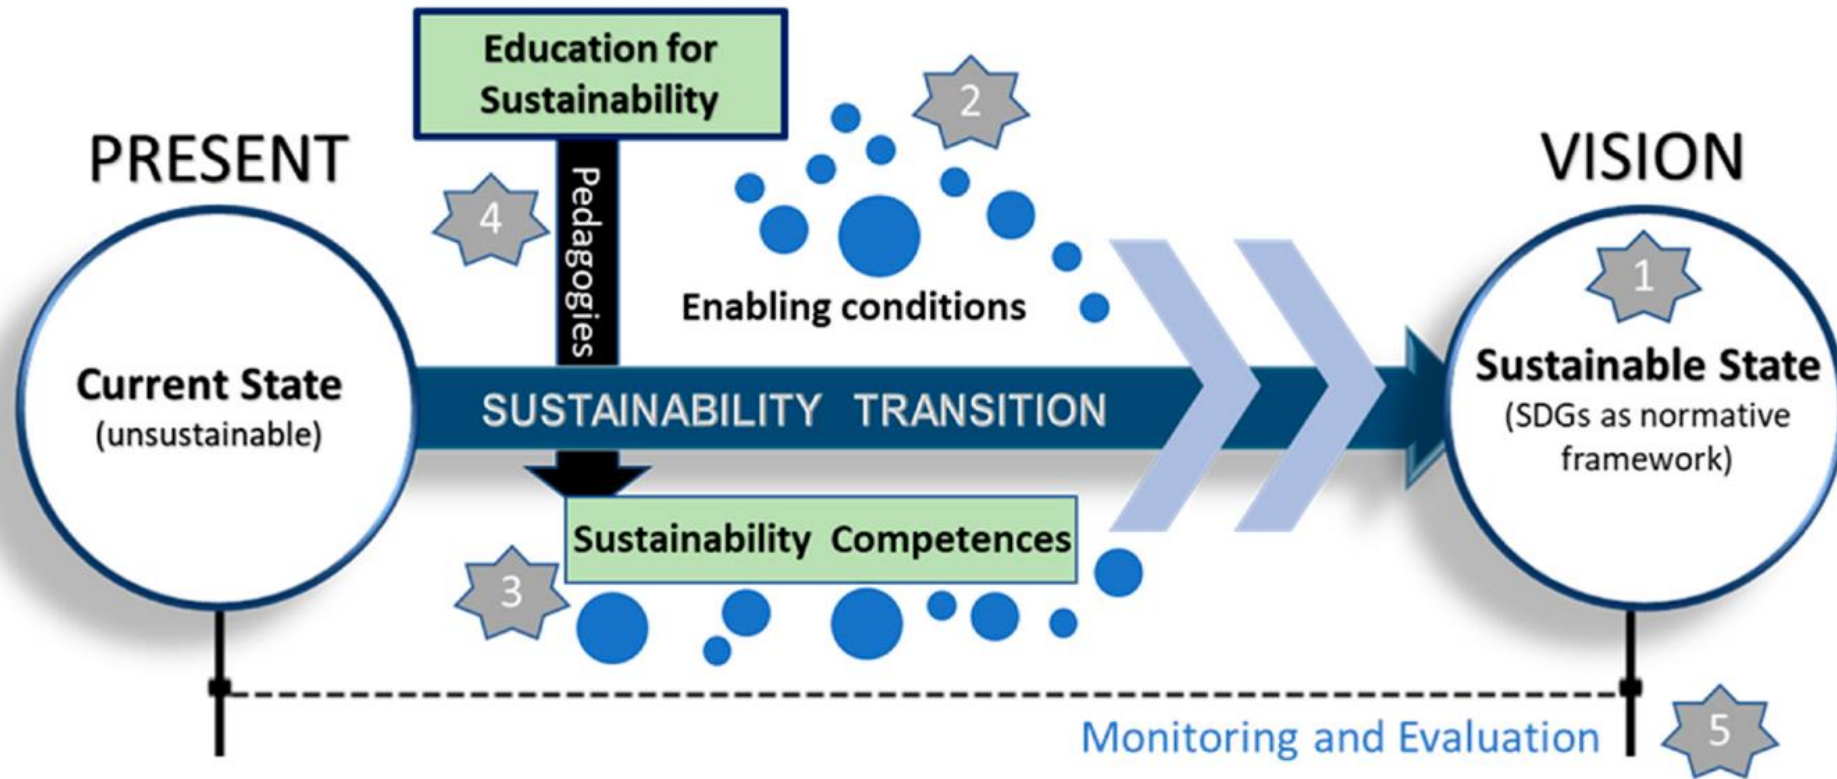 Education for
Sustainability
2
PRESENT
VISION
4
Pedagogies
1
Enabling conditions
Current State
(unsustainable)
SUSTAINABILITY TRANSITION
Sustainable State
(SDGs as normative
framework)
Sustainability Competences
3
Monitoring and Evaluation
5